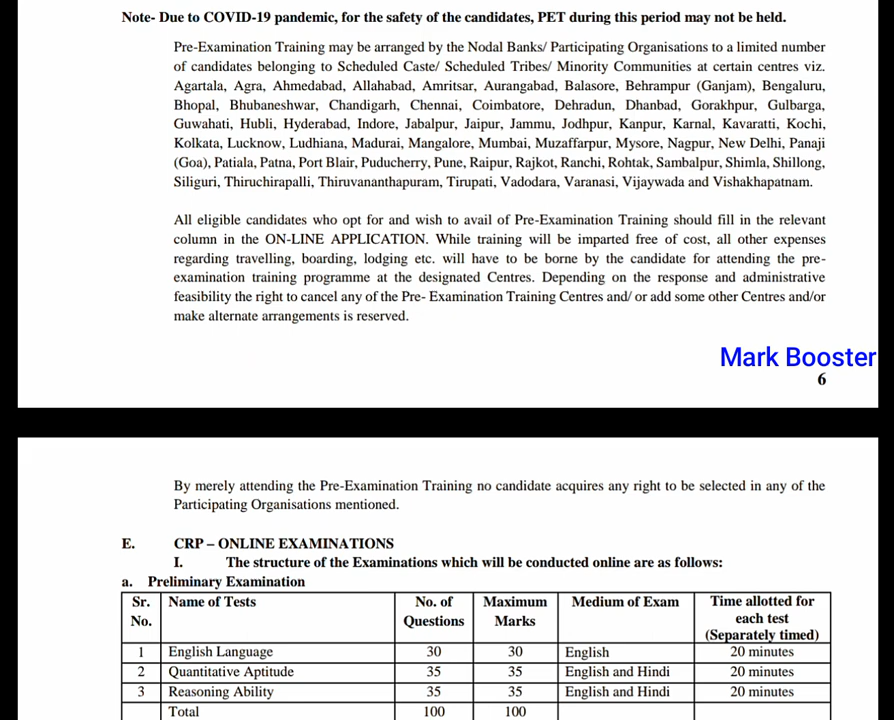 Note- Due to COVID-19 pandemic, for the safety of the candidates, PET during this period may not be held.
Pre-Examination Training may be arranged by the Nodal Banks/ Participating Organisations to a limited number
of candidates belonging to Scheduled Caste/ Scheduled Tribes/ Minority Communities at certain centres viz.
Agartala, Agra, Ahmedabad, Allahabad, Amritsar, Aurangabad, Balasore, Behrampur (Ganjam), Bengaluru,
Bhopal, Bhubaneshwar, Chandigarh, Chennai, Coimbatore, Dehradun, Dhanbad, Gorakhpur, Gulbarga,
Guwahati, Hubli, Hyderabad, Indore, Jabalpur, Jaipur, Jammu, Jodhpur, Kanpur, Karnal, Kavaratti, Kochi,
Kolkata, Lucknow, Ludhiana, Madurai, Mangalore, Mumbai, Muzaffarpur, Mysore, Nagpur, New Delhi, Panaji
(Goa), Patiala, Patna, Port Blair, Puducherry, Pune, Raipur, Rajkot, Ranchi, Rohtak, Sambalpur, Shimla, Shillong,
Siliguri, Thiruchirapalli, Thiruvananthapuram, Tirupati, Vadodara, Varanasi, Vijaywada and Vishakhapatnam.
All eligible candidates who opt for and wish to avail of Pre-Examination Training should fill in the relevant
column in the ON-LINE APPLICATION. While training will be imparted free of cost, all other expenses
regarding travelling, boarding, lodging etc. will have to be borne by the candidate for attending the pre-
examination training programme at the designated Centres. Depending on the response and administrative
feasibility the right to cancel any of the Pre- Examination Training Centres and/ or add some other Centres and/or
make alternate arrangements is reserved.
Mark Booster
6
By merely attending the Pre-Examination Training no candidate acquires any right to be selected in any of the
Participating Organisations mentioned.
E. CRP – ONLINE EXAMINATIONS
I. The structure of the Examinations which will be conducted online are as follows:
a. Preliminary Examination
Sr. No. Name of Tests No. of Questions Maximum Marks Medium of Exam Time allotted for each test (Separately timed)
1 English Language 30 30 English 20 minutes
2 Quantitative Aptitude 35 35 English and Hindi 20 minutes
3 Reasoning Ability 35 35 English and Hindi 20 minutes
Total 100 100